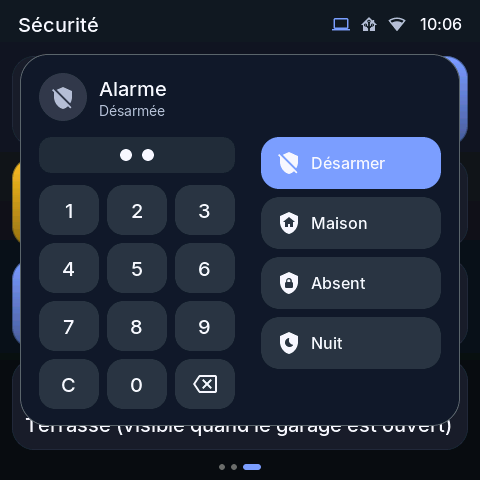 Sécurité 10:06
Alarme
Désarmée
1 2 3
4 5 6
7 8 9
C 0
Désarmer
Maison
Absent
Nuit
Terrasse (visible quand le garage est ouvert)